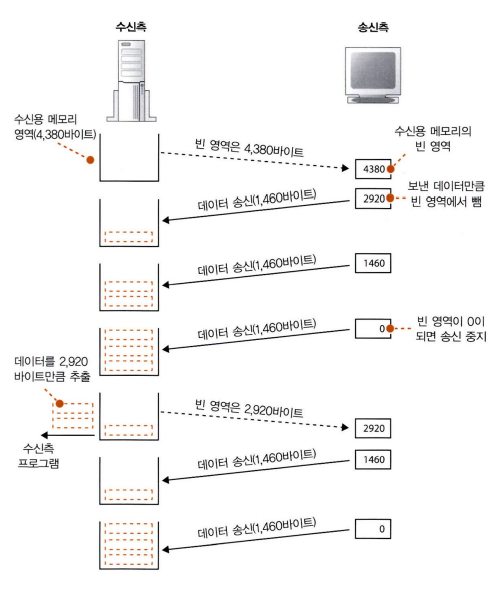 수신측
송신측
수신용 메모리
영역(4,380바이트)
빈 영역은 4,380바이트
수신용 메모리의
빈 영역
4380
데이터 송신(1,460바이트)
2920
보낸 데이터만큼
빈 영역에서 뺌
데이터 송신(1,460바이트)
1460
데이터 송신(1,460바이트)
0
빈 영역이 0이
되면 송신 중지
데이터를 2,920
바이트만큼 추출
빈 영역은 2,920바이트
2920
수신측
프로그램
데이터 송신(1,460바이트)
1460
데이터 송신(1,460바이트)
0